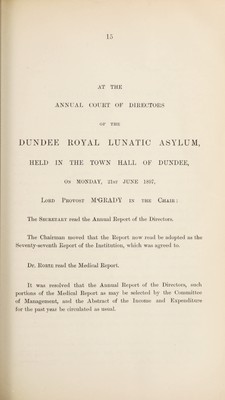 15
AT THE
ANNUAL COURT OF DIRECTORS
OF THE
DUNDEE ROYAL LUNATIC ASYLUM,
HELD IN THE TOWN HALL OF DUNDEE,
ON MONDAY, 21ST JUNE 1897,
LORD PROVOST M'GRADY IN THE CHAIR:
The SECRETARY read the Annual Report of the Directors.
The Chairman moved that the Report now read be adopted as the
Seventy-seventh Report of the Institution, which was agreed to.
Dr. RORIE read the Medical Report.
It was resolved that the Annual Report of the Directors, such
portions of the Medical Report as may be selected by the Committee
of Management, and the Abstract of the Income and Expenditure
for the past year be circulated as usual.